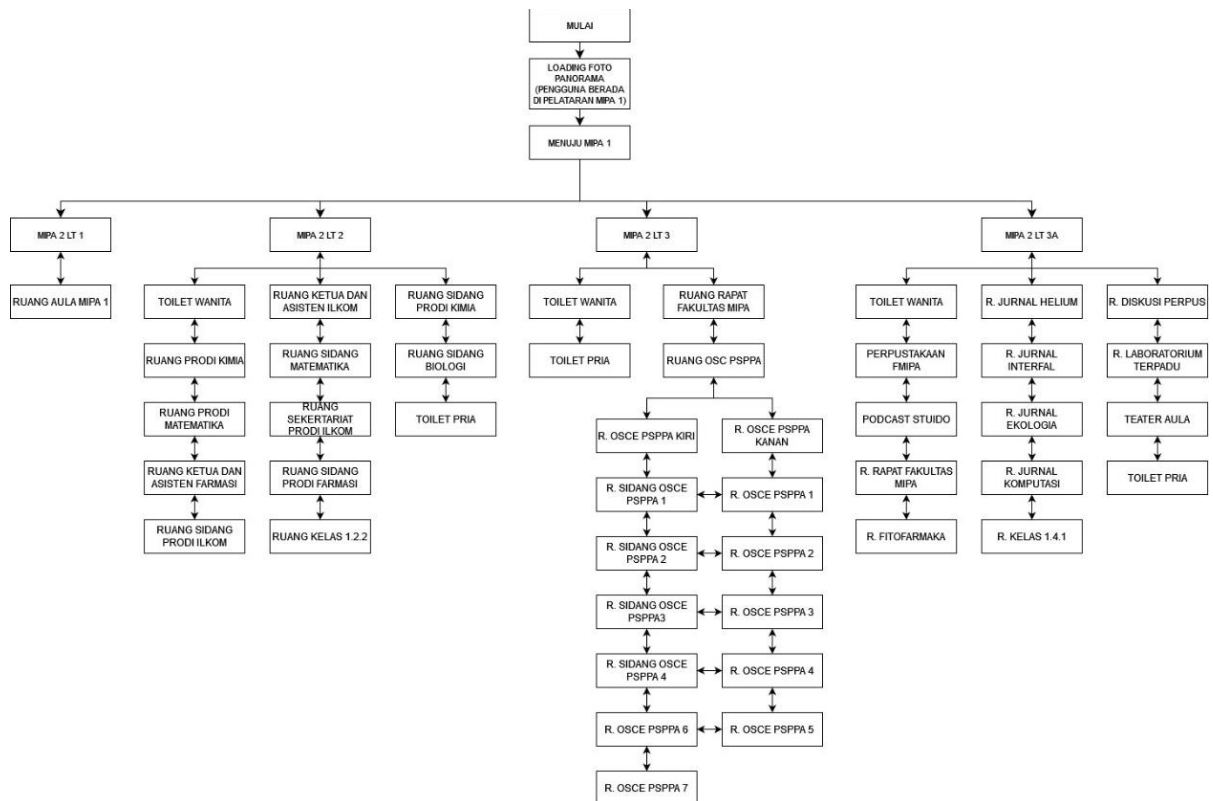 MULAI
LOADING FOTO
PANORAMA
(PENGGUNA BERADA
DI PELATARAN MIPA 1)
MENUJU MIPA 1
MIPA 2 LT 1
RUANG AULA MIPA 1
MIPA 2 LT 2
TOILET WANITA
RUANG PRODI KIMIA
RUANG PRODI
MATEMATIKA
RUANG KETUA DAN
ASISTEN FARMASI
RUANG SIDANG
PRODI ILKOM
RUANG KETUA DAN
ASISTEN ILKOM
RUANG SIDANG
MATEMATIKA
RUANG
SEKERTARIAT
PRODI ILKOM
RUANG SIDANG
PRODI FARMASI
RUANG KELAS 1.2.2
RUANG SIDANG
PRODI KIMIA
RUANG SIDANG
BIOLOGI
TOILET PRIA
MIPA 2 LT 3
TOILET WANITA
TOILET PRIA
RUANG RAPAT
FAKULTAS MIPA
RUANG OSC PSPPA
R. OSCE PSPPA KIRI
R. SIDANG OSCE
PSPPA 1
R. SIDANG OSCE
PSPPA 2
R. SIDANG OSCE
PSPPA3
R. SIDANG OSCE
PSPPA 4
R. OSCE PSPPA 6
R. OSCE PSPPA 7
R. OSCE PSPPA
KANAN
R. OSCE PSPPA 1
R. OSCE PSPPA 2
R. OSCE PSPPA 3
R. OSCE PSPPA 4
R. OSCE PSPPA 5
MIPA 2 LT 3A
TOILET WANITA
PERPUSTAKAAN
FMIPA
PODCAST STUIDO
R. RAPAT FAKULTAS
MIPA
R. FITOFARMAKA
R. JURNAL HELIUM
R. JURNAL
INTERFAL
R. JURNAL
EKOLOGIA
R. JURNAL
KOMPUTASI
R. KELAS 1.4.1
R. DISKUSI PERPUS
R. LABORATORIUM
TERPADU
TEATER AULA
TOILET PRIA